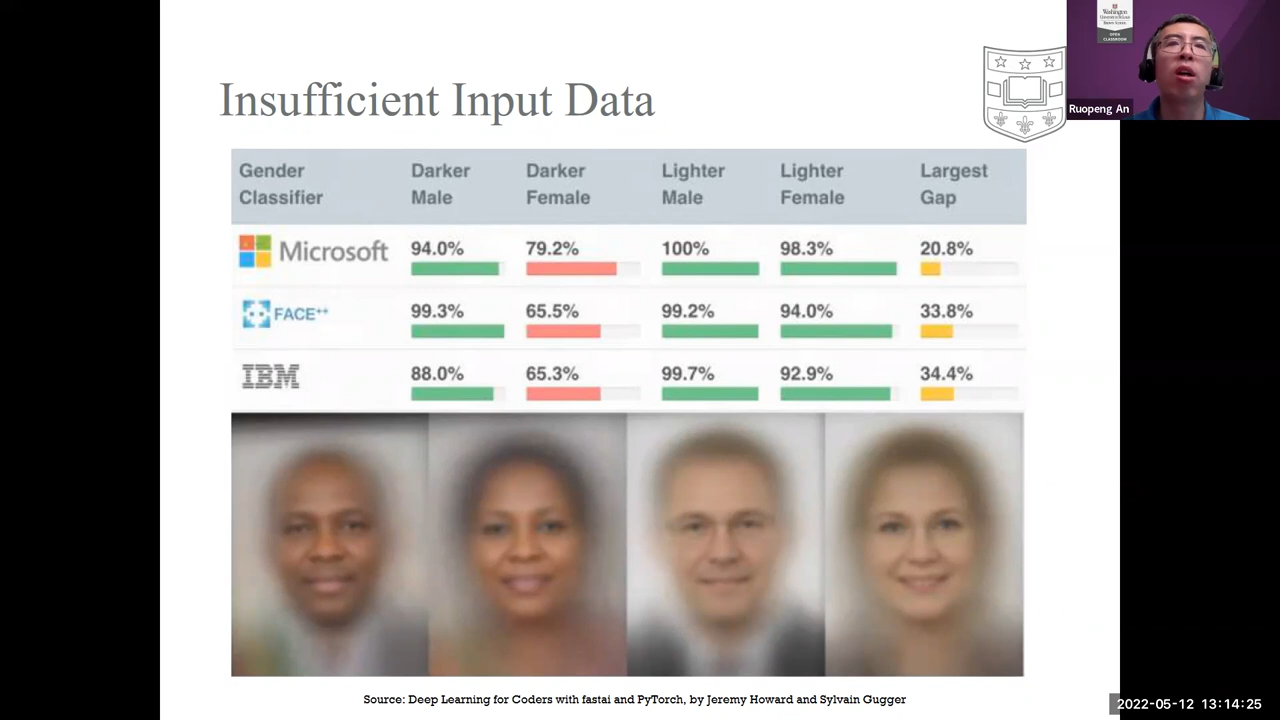 Washington
OPEN
CLASSROOM
Ruopeng An
Insufficient Input Data
Gender Classifier
Darker Male
Darker Female
Lighter Male
Lighter Female
Largest Gap
Microsoft 94.0% 79.2% 100% 98.3% 20.8%
FACE++ 99.3% 65.5% 99.2% 94.0% 33.8%
IBM 88.0% 65.3% 99.7% 92.9% 34.4%
Source: Deep Learning for Coders with fastai and PyTorch, by Jeremy Howard and Sylvain Gugger
2022-05-12 13:14:25